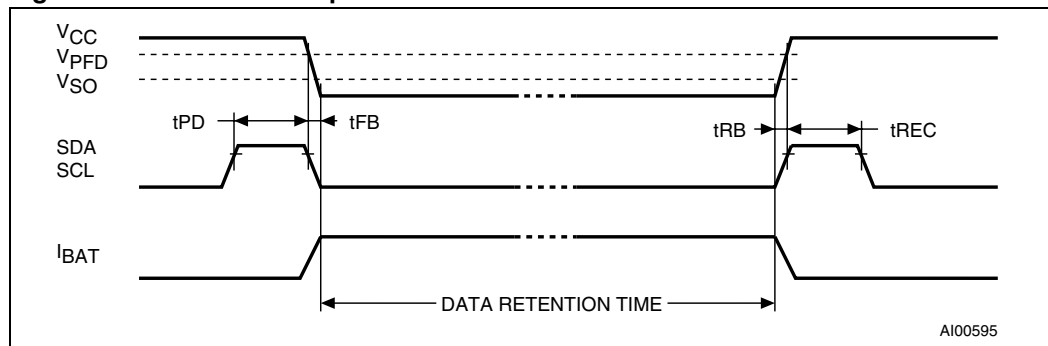 VCC
VPFD
VSO
tPD
tFB
tRB
tREC
SDA
SCL
IBAT
DATA RETENTION TIME
AI00595